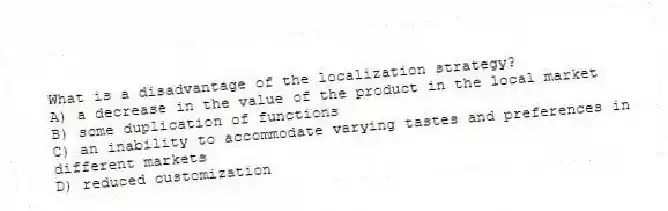 What is a disadvantage of the localization strategy?
A) a decrease in the value of the product in the local market
B) some duplication of functions
C) an inability to accommodate varying tastes and preferences in
different markets
D) reduced customization